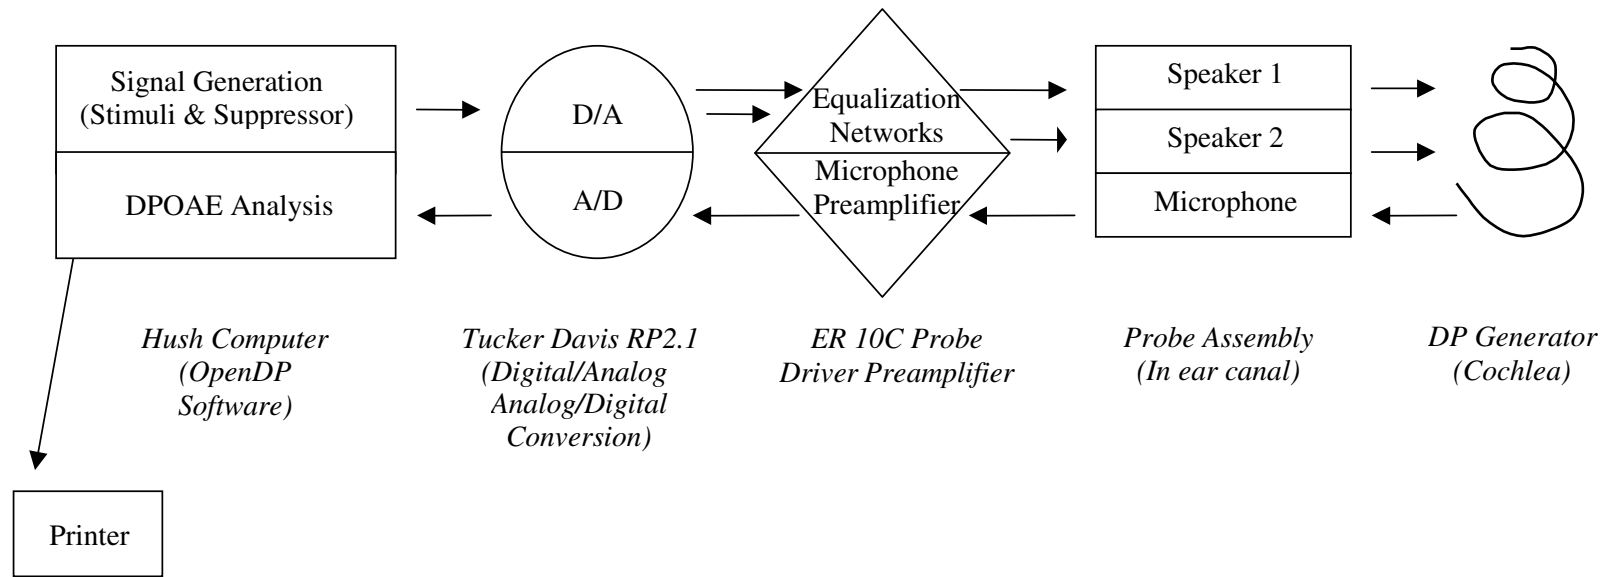 Signal Generation
(Stimuli & Suppressor)
DPOAE Analysis
D/A
A/D
Equalization
Networks
Microphone
Preamplifier
Speaker 1
Speaker 2
Microphone
Hush Computer
(OpenDP
Software)
Tucker Davis RP2.1
(Digital/Analog
Analog/Digital
Conversion)
ER 10C Probe
Driver Preamplifier
Probe Assembly
(In ear canal)
DP Generator
(Cochlea)
Printer